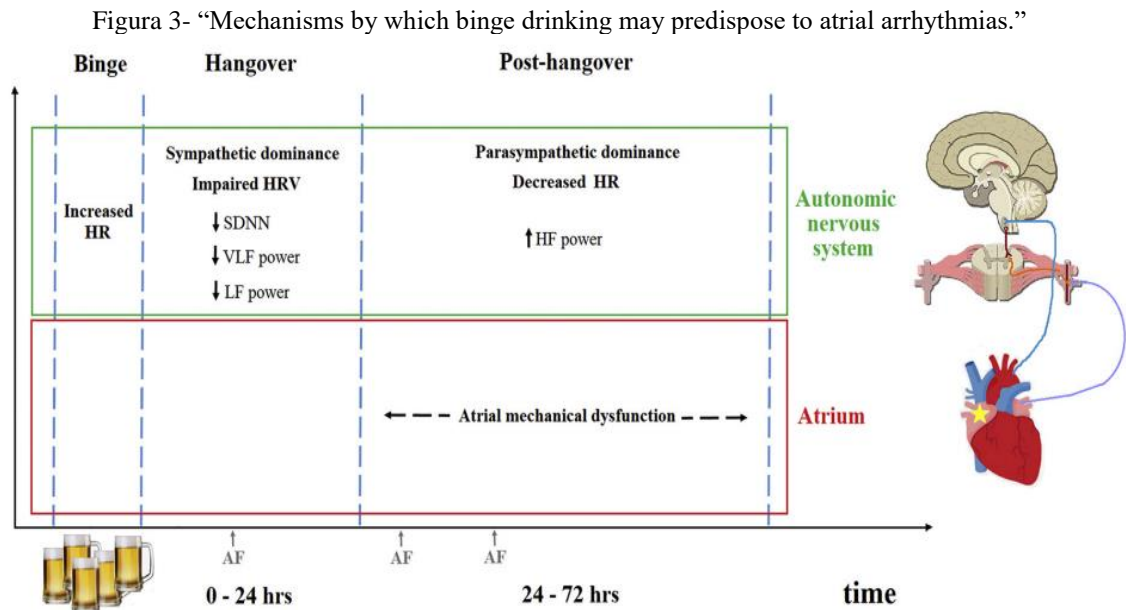 Figura 3- “Mechanisms by which binge drinking may predispose to atrial arrhythmias.”
Binge
Hangover
Post-hangover
Increased
HR
Sympathetic dominance
Impaired HRV
↓ SDNN
↓ VLF power
↓ LF power
Parasympathetic dominance
Decreased HR
↑ HF power
Autonomic
nervous
system
Atrial mechanical dysfunction
Atrium
AF
AF
AF
0 - 24 hrs
24 - 72 hrs
time